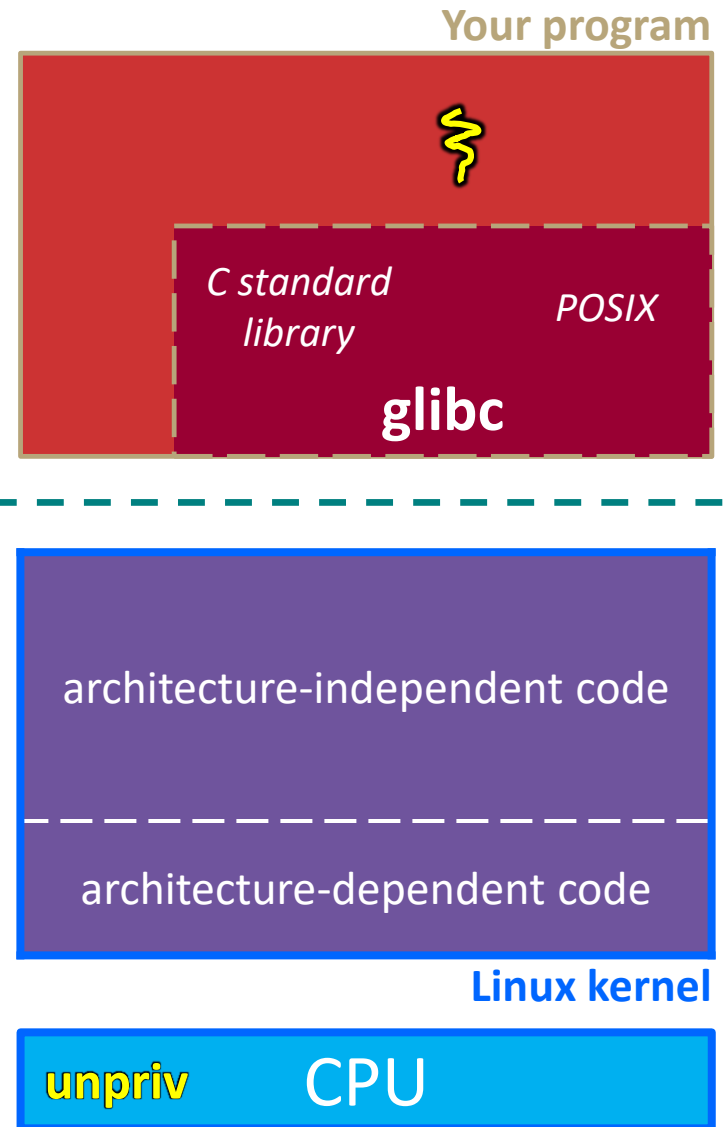 Your program
C standard
library
POSIX
glibc
architecture-independent code
architecture-dependent code
Linux kernel
unpriv
CPU